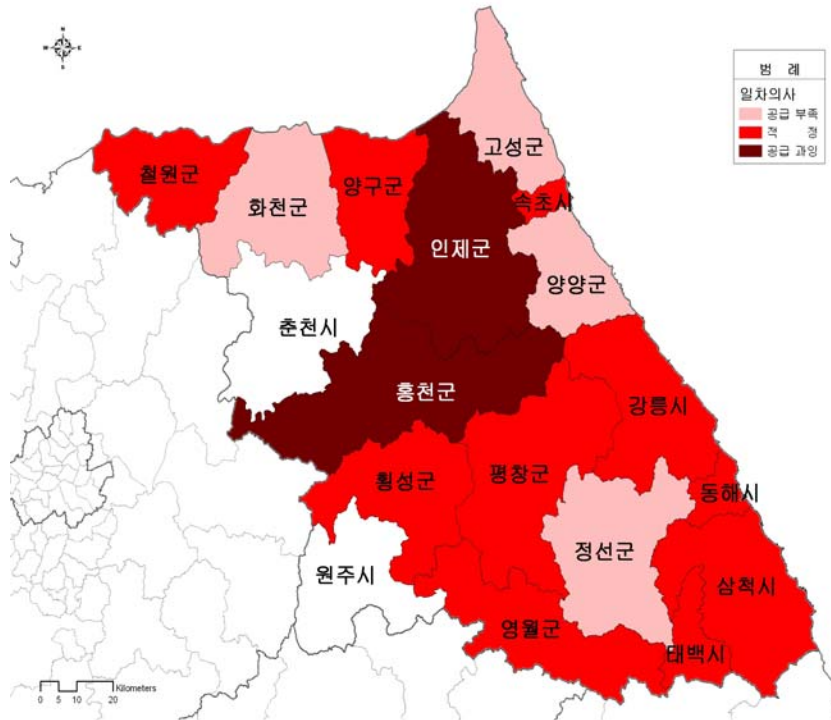 N
W E
S
범 례
일차의사
공급 부족
적 정
공급 과잉
고성군
철원군
화천군
양구군
속초시
인제군
양양군
춘천시
홍천군
강릉시
횡성군
평창군
동해시
정선군
원주시
삼척시
영월군
태백시
Kilometers
0 5 10 20